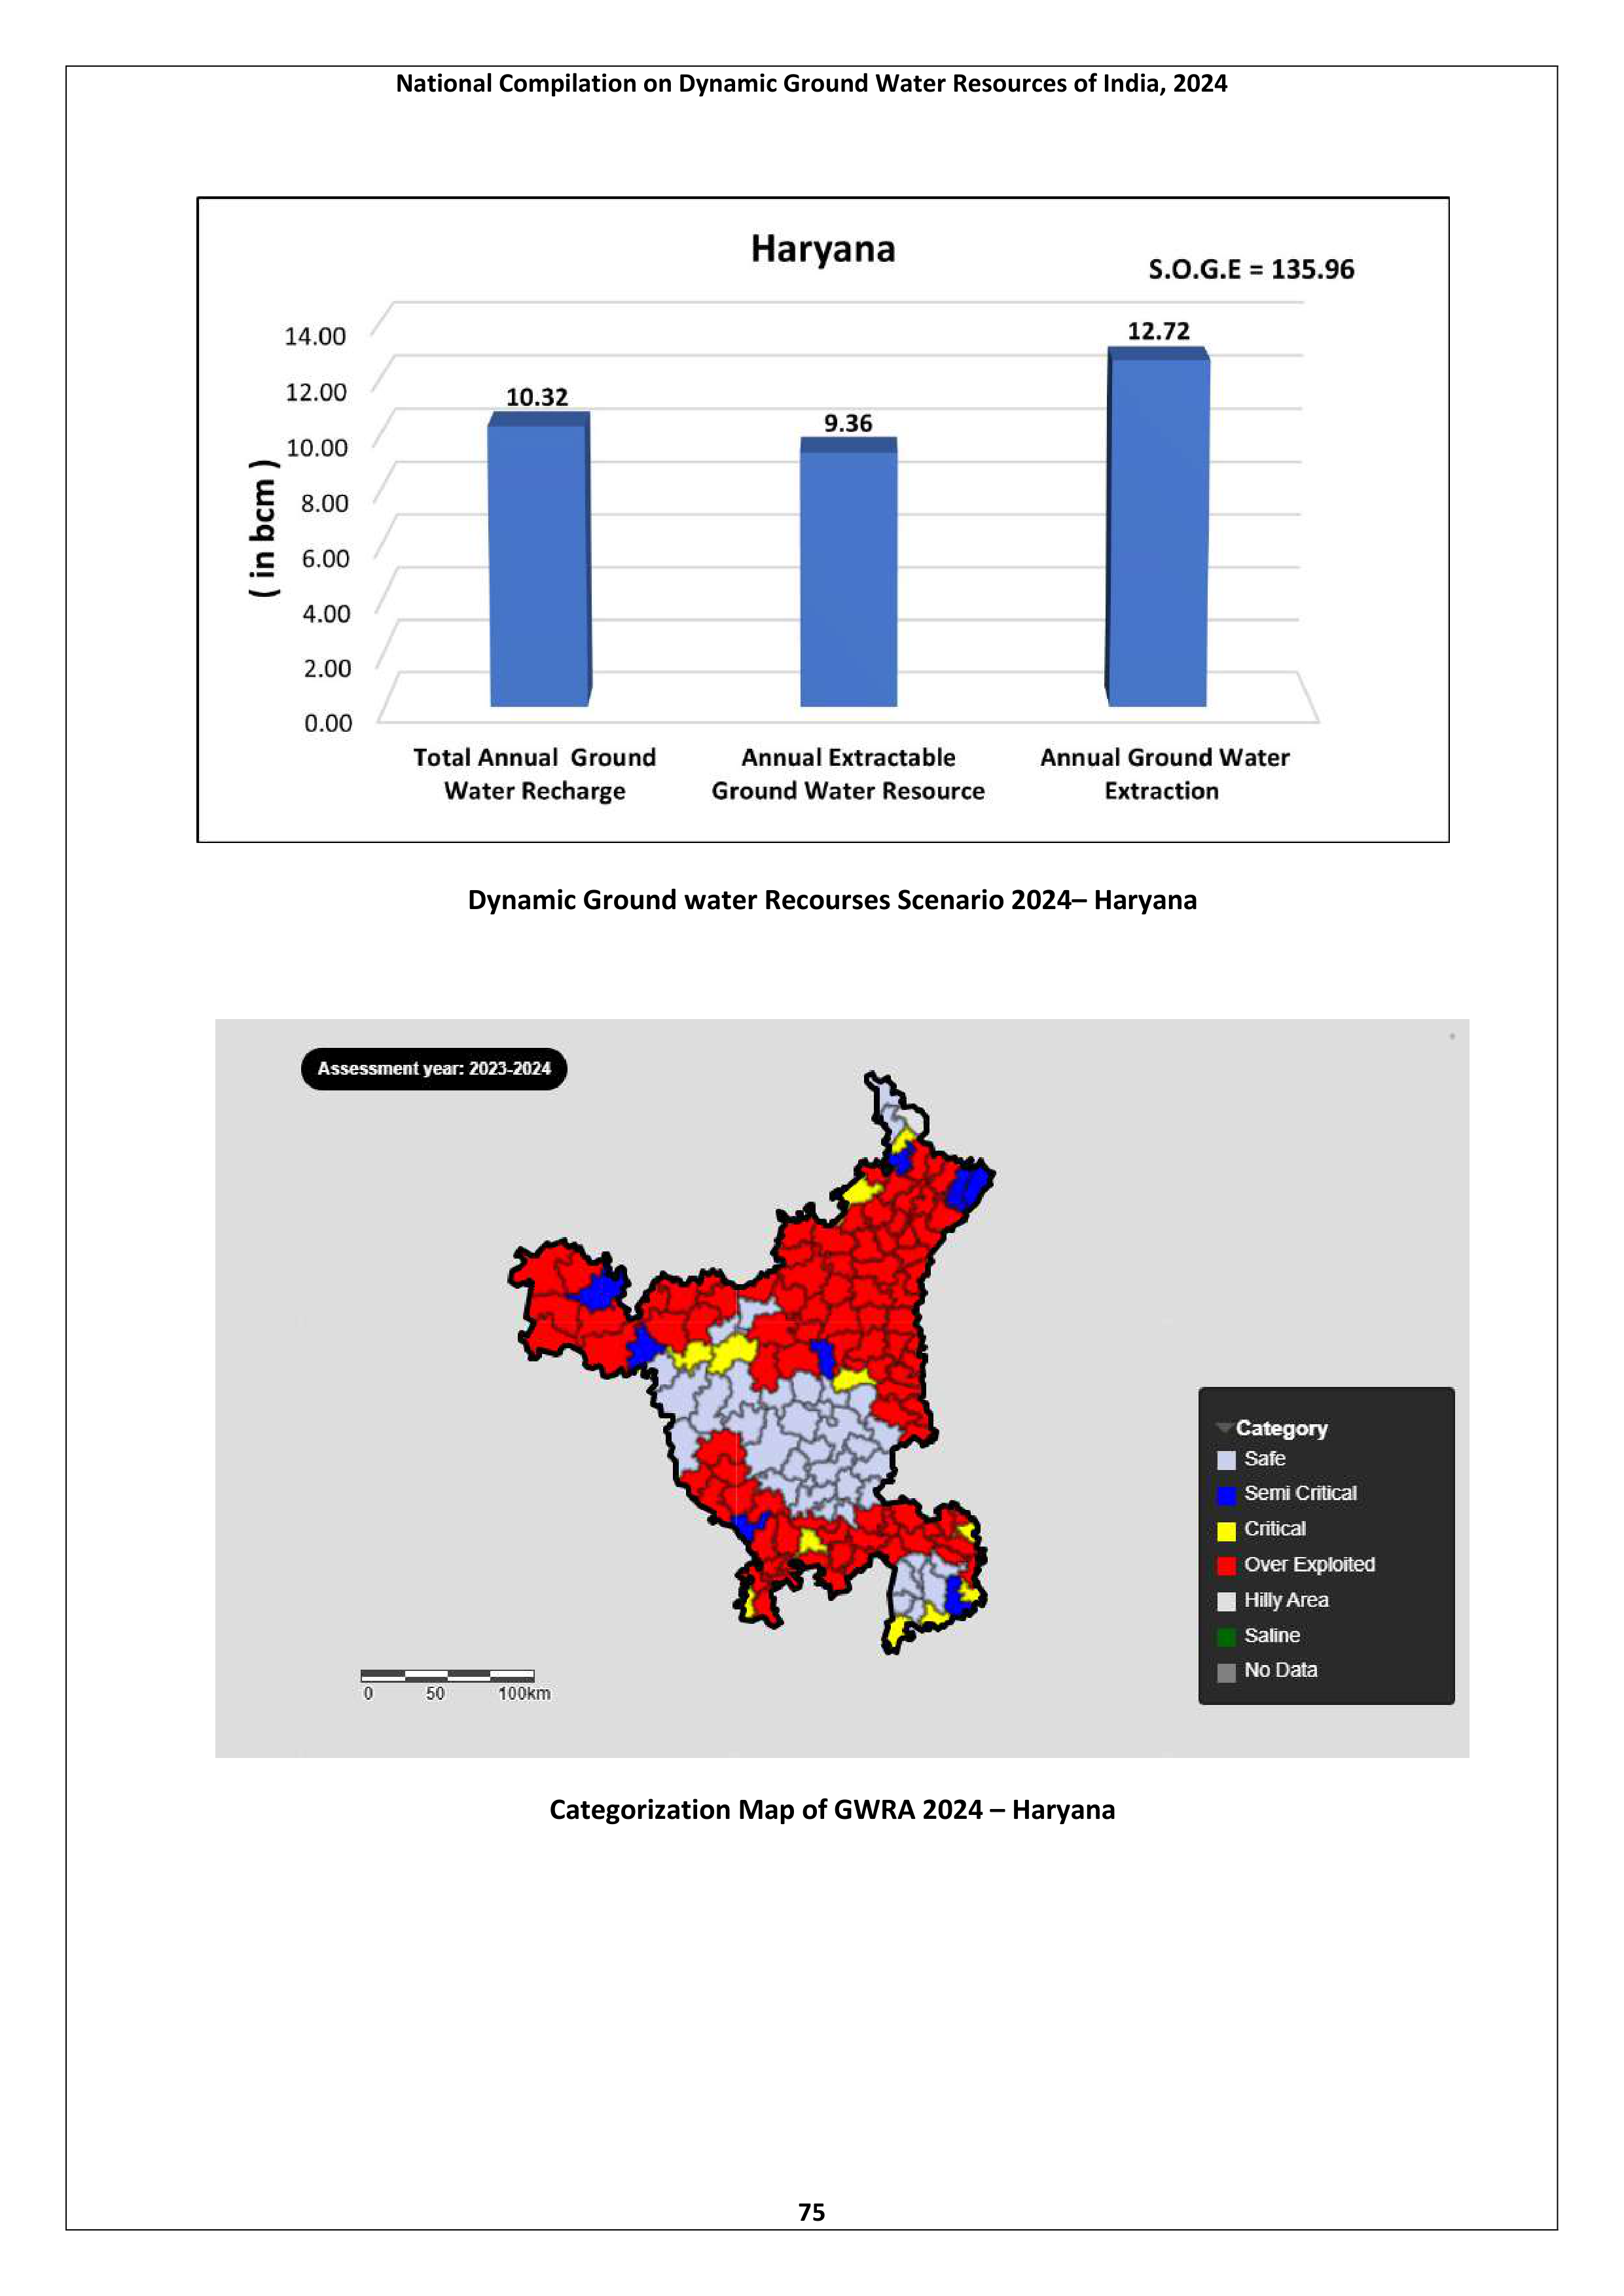 National Compilation on Dynamic Ground Water Resources of India, 2024
Haryana
S.O.G.E = 135.96
14.00
12.00
10.00
8.00
6.00
4.00
2.00
0.00
( in bcm )
10.32
9.36
12.72
Total Annual Ground
Water Recharge
Annual Extractable
Ground Water Resource
Annual Ground Water
Extraction
Dynamic Ground water Recourses Scenario 2024– Haryana
Assessment year: 2023-2024
Category
Safe
Semi Critical
Critical
Over Exploited
Hilly Area
Saline
No Data
0 50 100km
Categorization Map of GWRA 2024 – Haryana
75